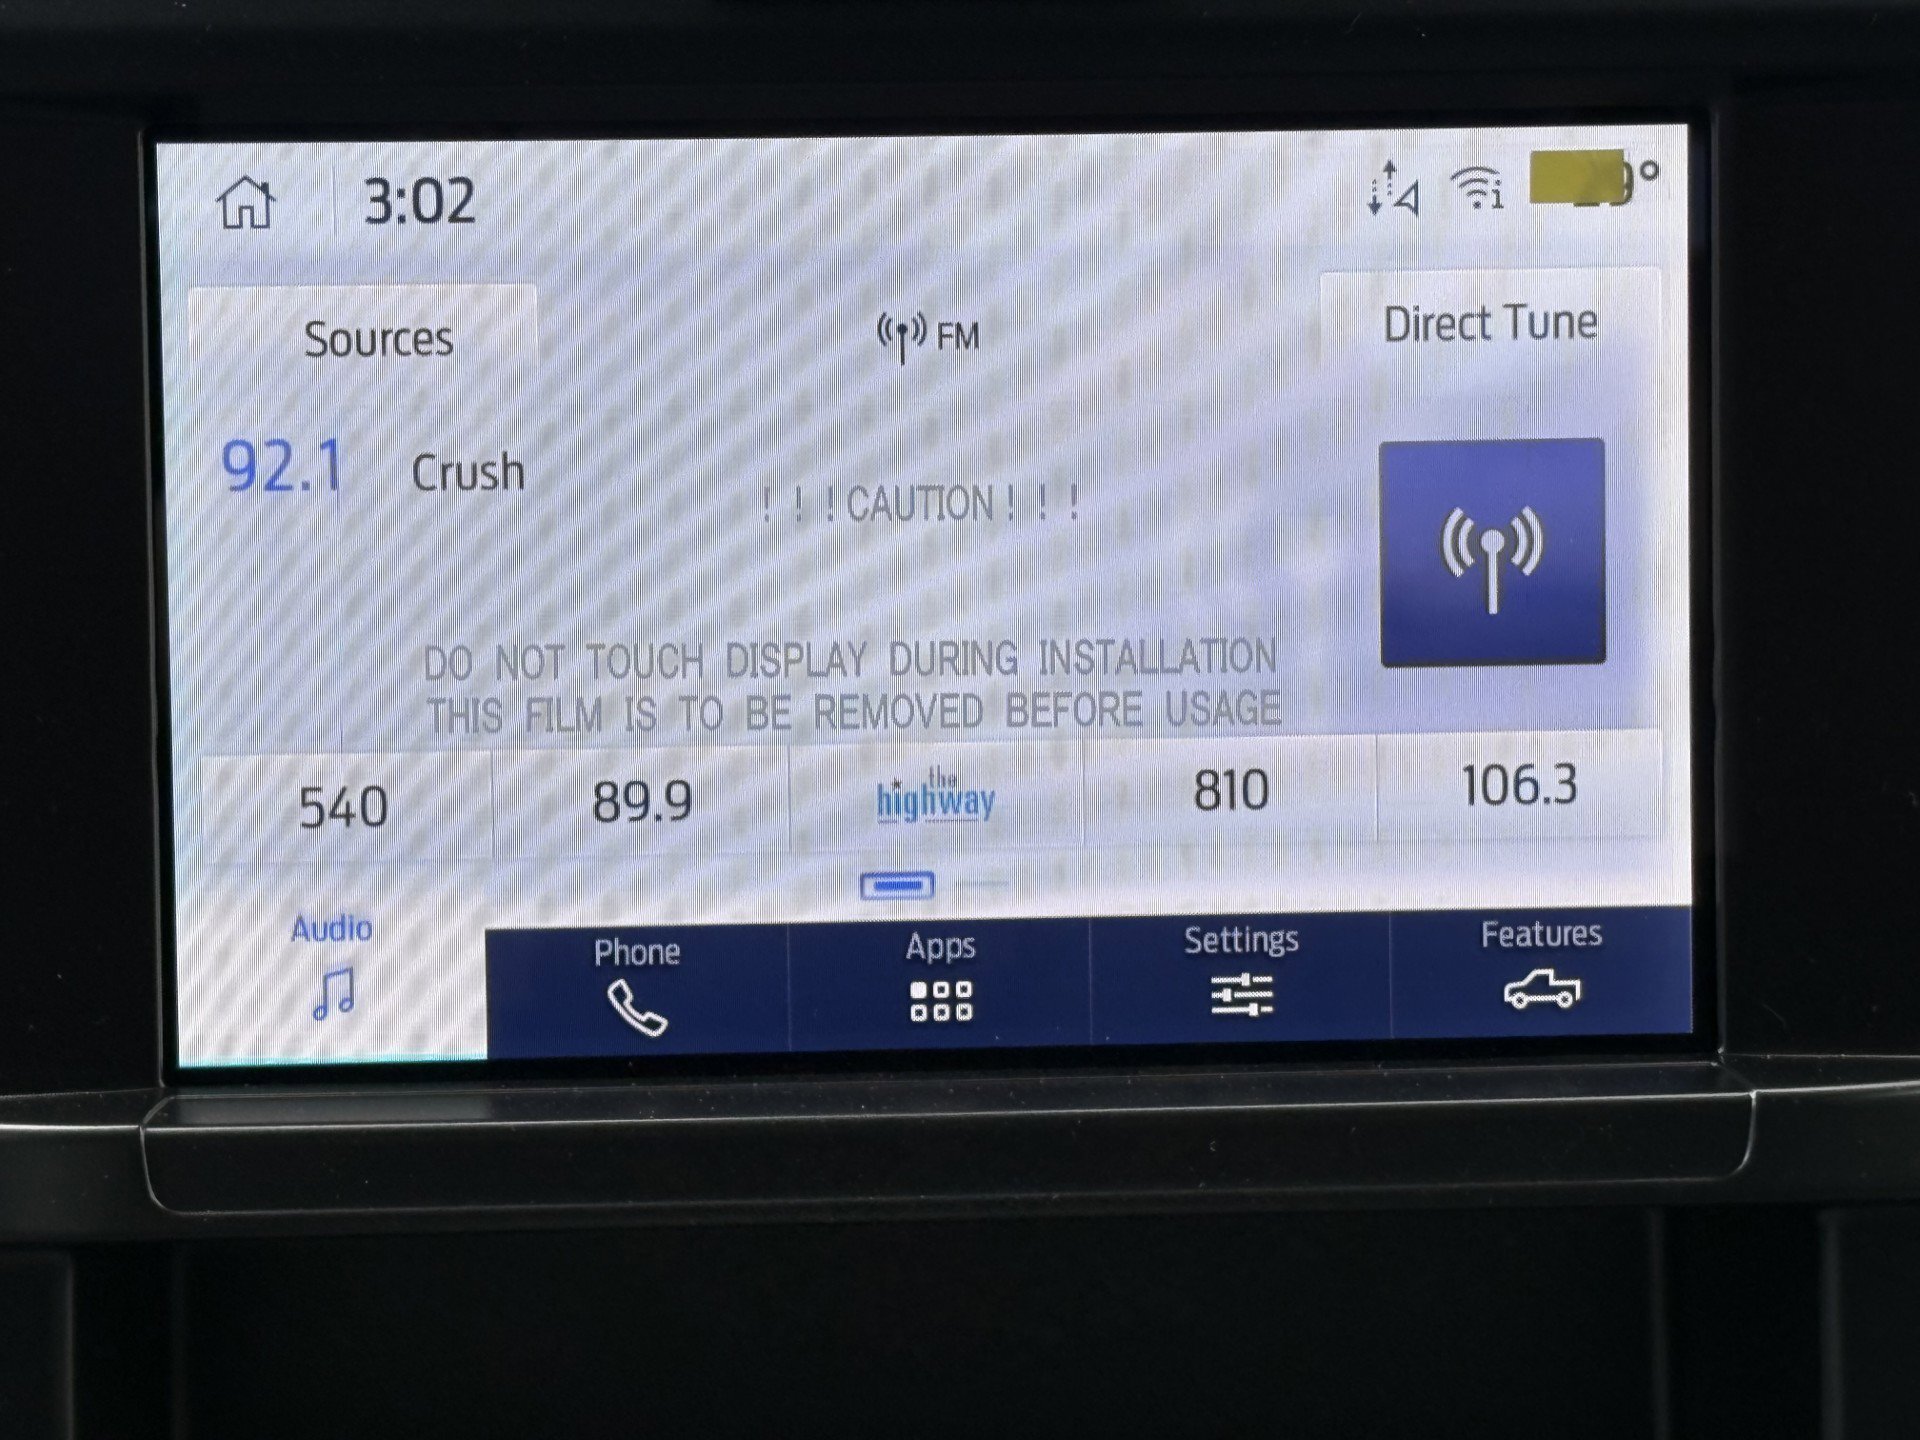 3:02
Sources
FM
Direct Tune
92.1 Crush
! ! ! CAUTION ! ! !
DO NOT TOUCH DISPLAY DURING INSTALLATION
THIS FILM IS TO BE REMOVED BEFORE USAGE
540 89.9 the highway 810 106.3
Audio Phone Apps Settings Features